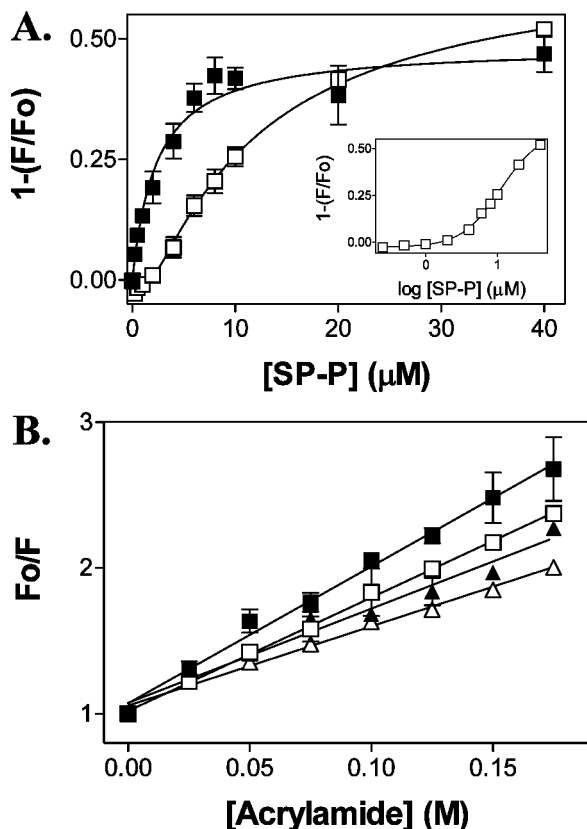 A.
0.50
0.25
0.00
1-(F/Fo)
0.50
0.25
0.00
1-(F/Fo)
0 1
log [SP-P] (μM)
0 10 20 30 40
[SP-P] (μM)
B.
3
2
1
Fo/F
0.00 0.05 0.10 0.15
[Acrylamide] (M)